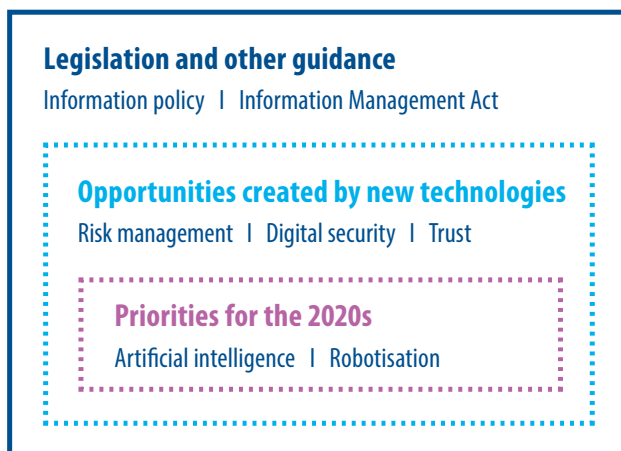 Legislation and other guidance
Information policy I Information Management Act
Opportunities created by new technologies
Risk management I Digital security I Trust
Priorities for the 2020s
Artificial intelligence I Robotisation